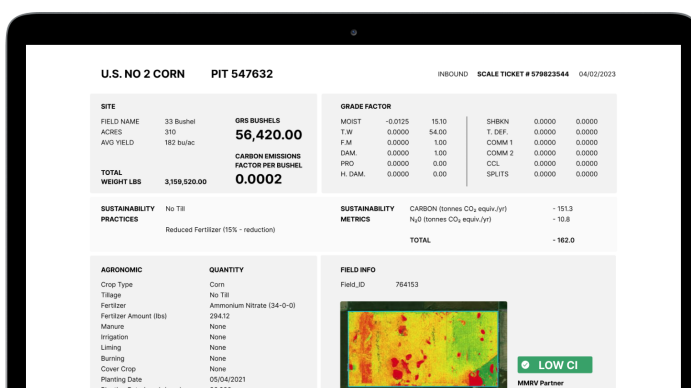 U.S. NO 2 CORN PIT 547632 INBOUND SCALE TICKET # 579823544 04/02/2023
SITE
FIELD NAME 33 Bushel
ACRES 310
AVG YIELD 182 bu/ac
TOTAL
WEIGHT LBS 3,159,520.00
GRS BUSHELS
56,420.00
CARBON EMISSIONS
FACTOR PER BUSHEL
0.0002
GRADE FACTOR
MOIST -0.0125 15.10 SHBKN 0.0000 0.0000
T.W 0.0000 54.00 T. DEF. 0.0000 0.0000
F.M 0.0000 1.00 COMM 1 0.0000 0.0000
DAM. 0.0000 1.00 COMM 2 0.0000 0.0000
PRO 0.0000 0.00 CCL 0.0000 0.0000
H. DAM. 0.0000 0.00 SPLITS 0.0000 0.0000
SUSTAINABILITY
PRACTICES
No Till
Reduced Fertilizer (15% - reduction)
SUSTAINABILITY
METRICS
CARBON (tonnes CO₂ equiv./yr) - 151.3
N₂0 (tonnes CO₂ equiv./yr) - 10.8
TOTAL - 162.0
AGRONOMIC QUANTITY
Crop Type Corn
Tillage No Till
Fertilzer Ammonium Nitrate (34-0-0)
Fertilzer Amount (lbs) 294.12
Manure None
Irrigation None
Liming None
Burning None
Cover Crop None
Planting Date 05/04/2021
FIELD INFO
Field_ID 764153
LOW CI
MMRV Partner